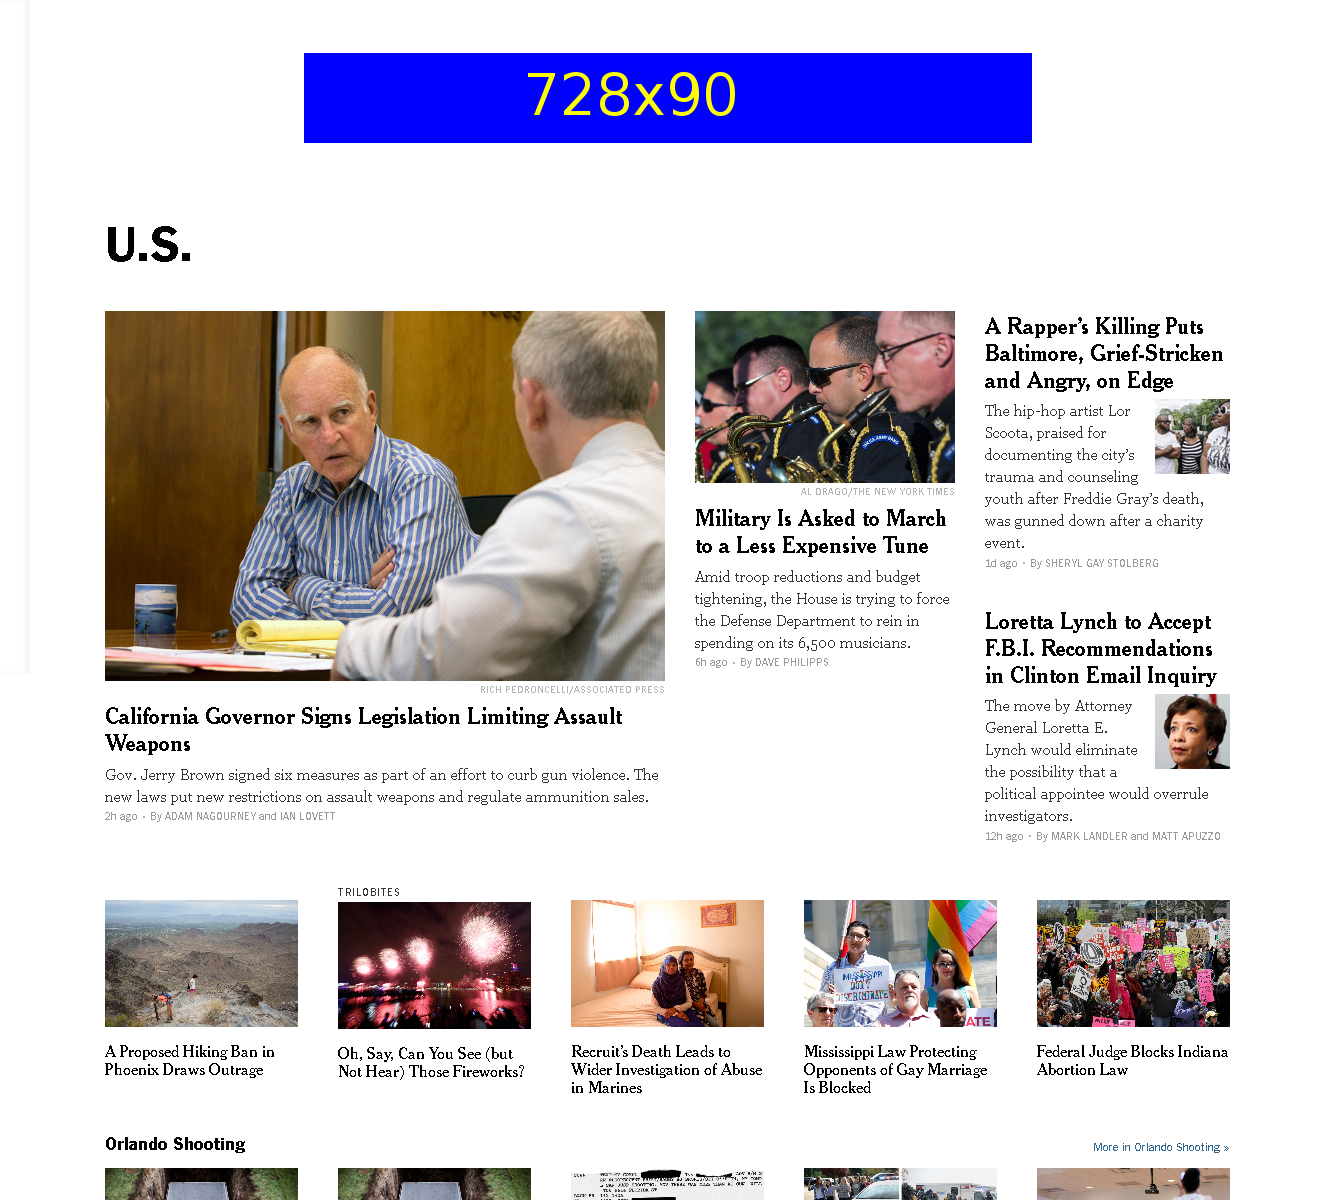 728x90
U.S.
RICH PEDRONCELLI/ASSOCIATED PRESS
California Governor Signs Legislation Limiting Assault
Weapons
Gov. Jerry Brown signed six measures as part of an effort to curb gun violence. The
new laws put new restrictions on assault weapons and regulate ammunition sales.
2h ago • By ADAM NAGOURNEY and IAN LOVETT
AL DRAGO/THE NEW YORK TIMES
Military Is Asked to March
to a Less Expensive Tune
Amid troop reductions and budget
tightening, the House is trying to force
the Defense Department to rein in
spending on its 6,500 musicians.
6h ago • By DAVE PHILIPPS
A Rapper's Killing Puts
Baltimore, Grief-Stricken
and Angry, on Edge
The hip-hop artist Lor
Scoota, praised for
documenting the city's
trauma and counseling
youth after Freddie Gray's death,
was gunned down after a charity
event.
1d ago • By SHERYL GAY STOLBERG
Loretta Lynch to Accept
F.B.I. Recommendations
in Clinton Email Inquiry
The move by Attorney
General Loretta E.
Lynch would eliminate
the possibility that a
political appointee would overrule
investigators.
12h ago • By MARK LANDLER and MATT APUZZO
A Proposed Hiking Ban in
Phoenix Draws Outrage
TRILOBITES
Oh, Say, Can You See (but
Not Hear) Those Fireworks?
Recruit's Death Leads to
Wider Investigation of Abuse
in Marines
MISSISSIPPI
DON'T
DISCRIMINATE
ATE
Mississippi Law Protecting
Opponents of Gay Marriage
Is Blocked
Federal Judge Blocks Indiana
Abortion Law
Orlando Shooting
More in Orlando Shooting »